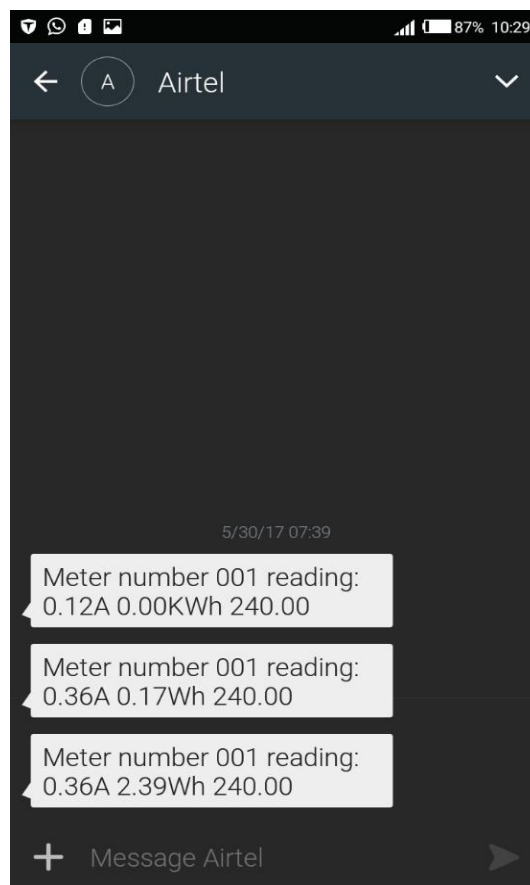 87% 10:29
A Airtel
5/30/17 07:39
Meter number 001 reading:
0.12A 0.00KWh 240.00
Meter number 001 reading:
0.36A 0.17Wh 240.00
Meter number 001 reading:
0.36A 2.39Wh 240.00
Message Airtel